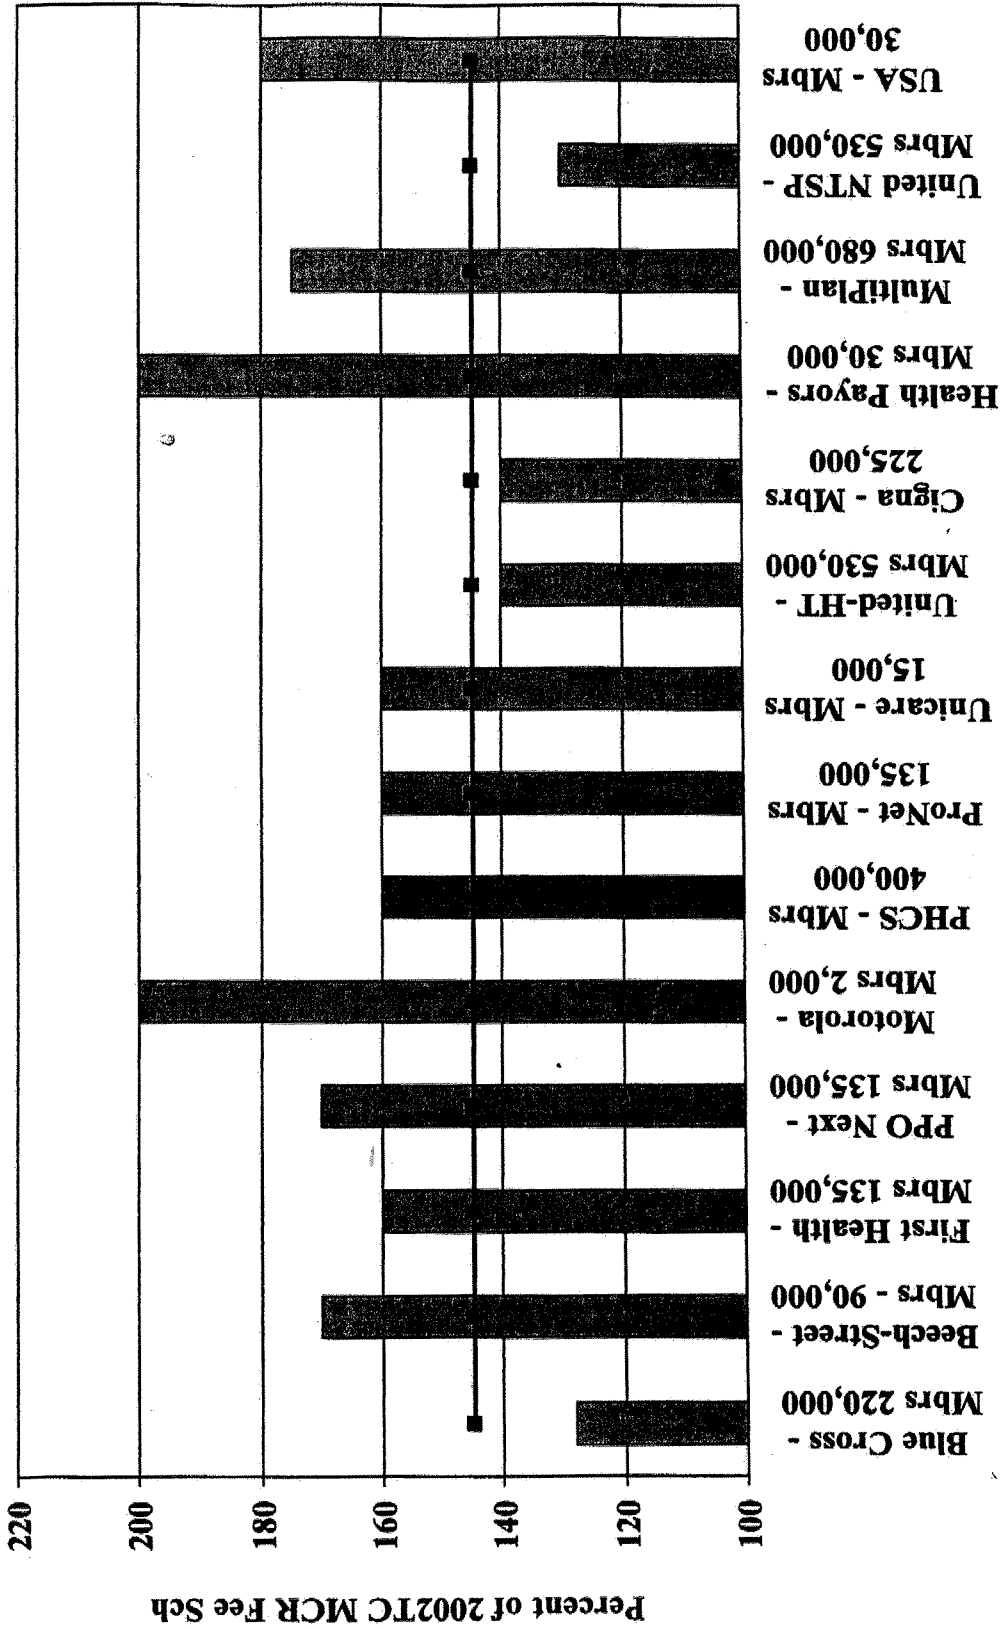 Percent of 2002TC MCR Fee Sch
220
200
180
160
140
120
100
Blue Cross -
Mbrs 220,000
Beech-Street -
Mbrs - 90,000
First Health -
Mbrs 135,000
PPO Next -
Mbrs 135,000
Motorola -
Mbrs 2,000
PHCS - Mbrs
400,000
ProNet - Mbrs
135,000
Unicare - Mbrs
15,000
United-HT -
Mbrs 530,000
Cigna - Mbrs
225,000
Health Payors -
Mbrs 30,000
MultiPlan -
Mbrs 680,000
United NTSP -
Mbrs 530,000
USA - Mbrs
30,000